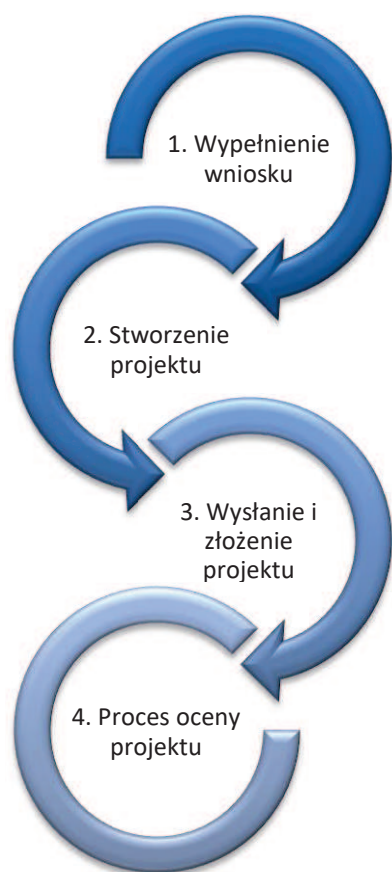 1. Wypełnienie
wniosku
2. Stworzenie
projektu
3. Wysłanie i
złożenie
projektu
4. Proces oceny
projektu